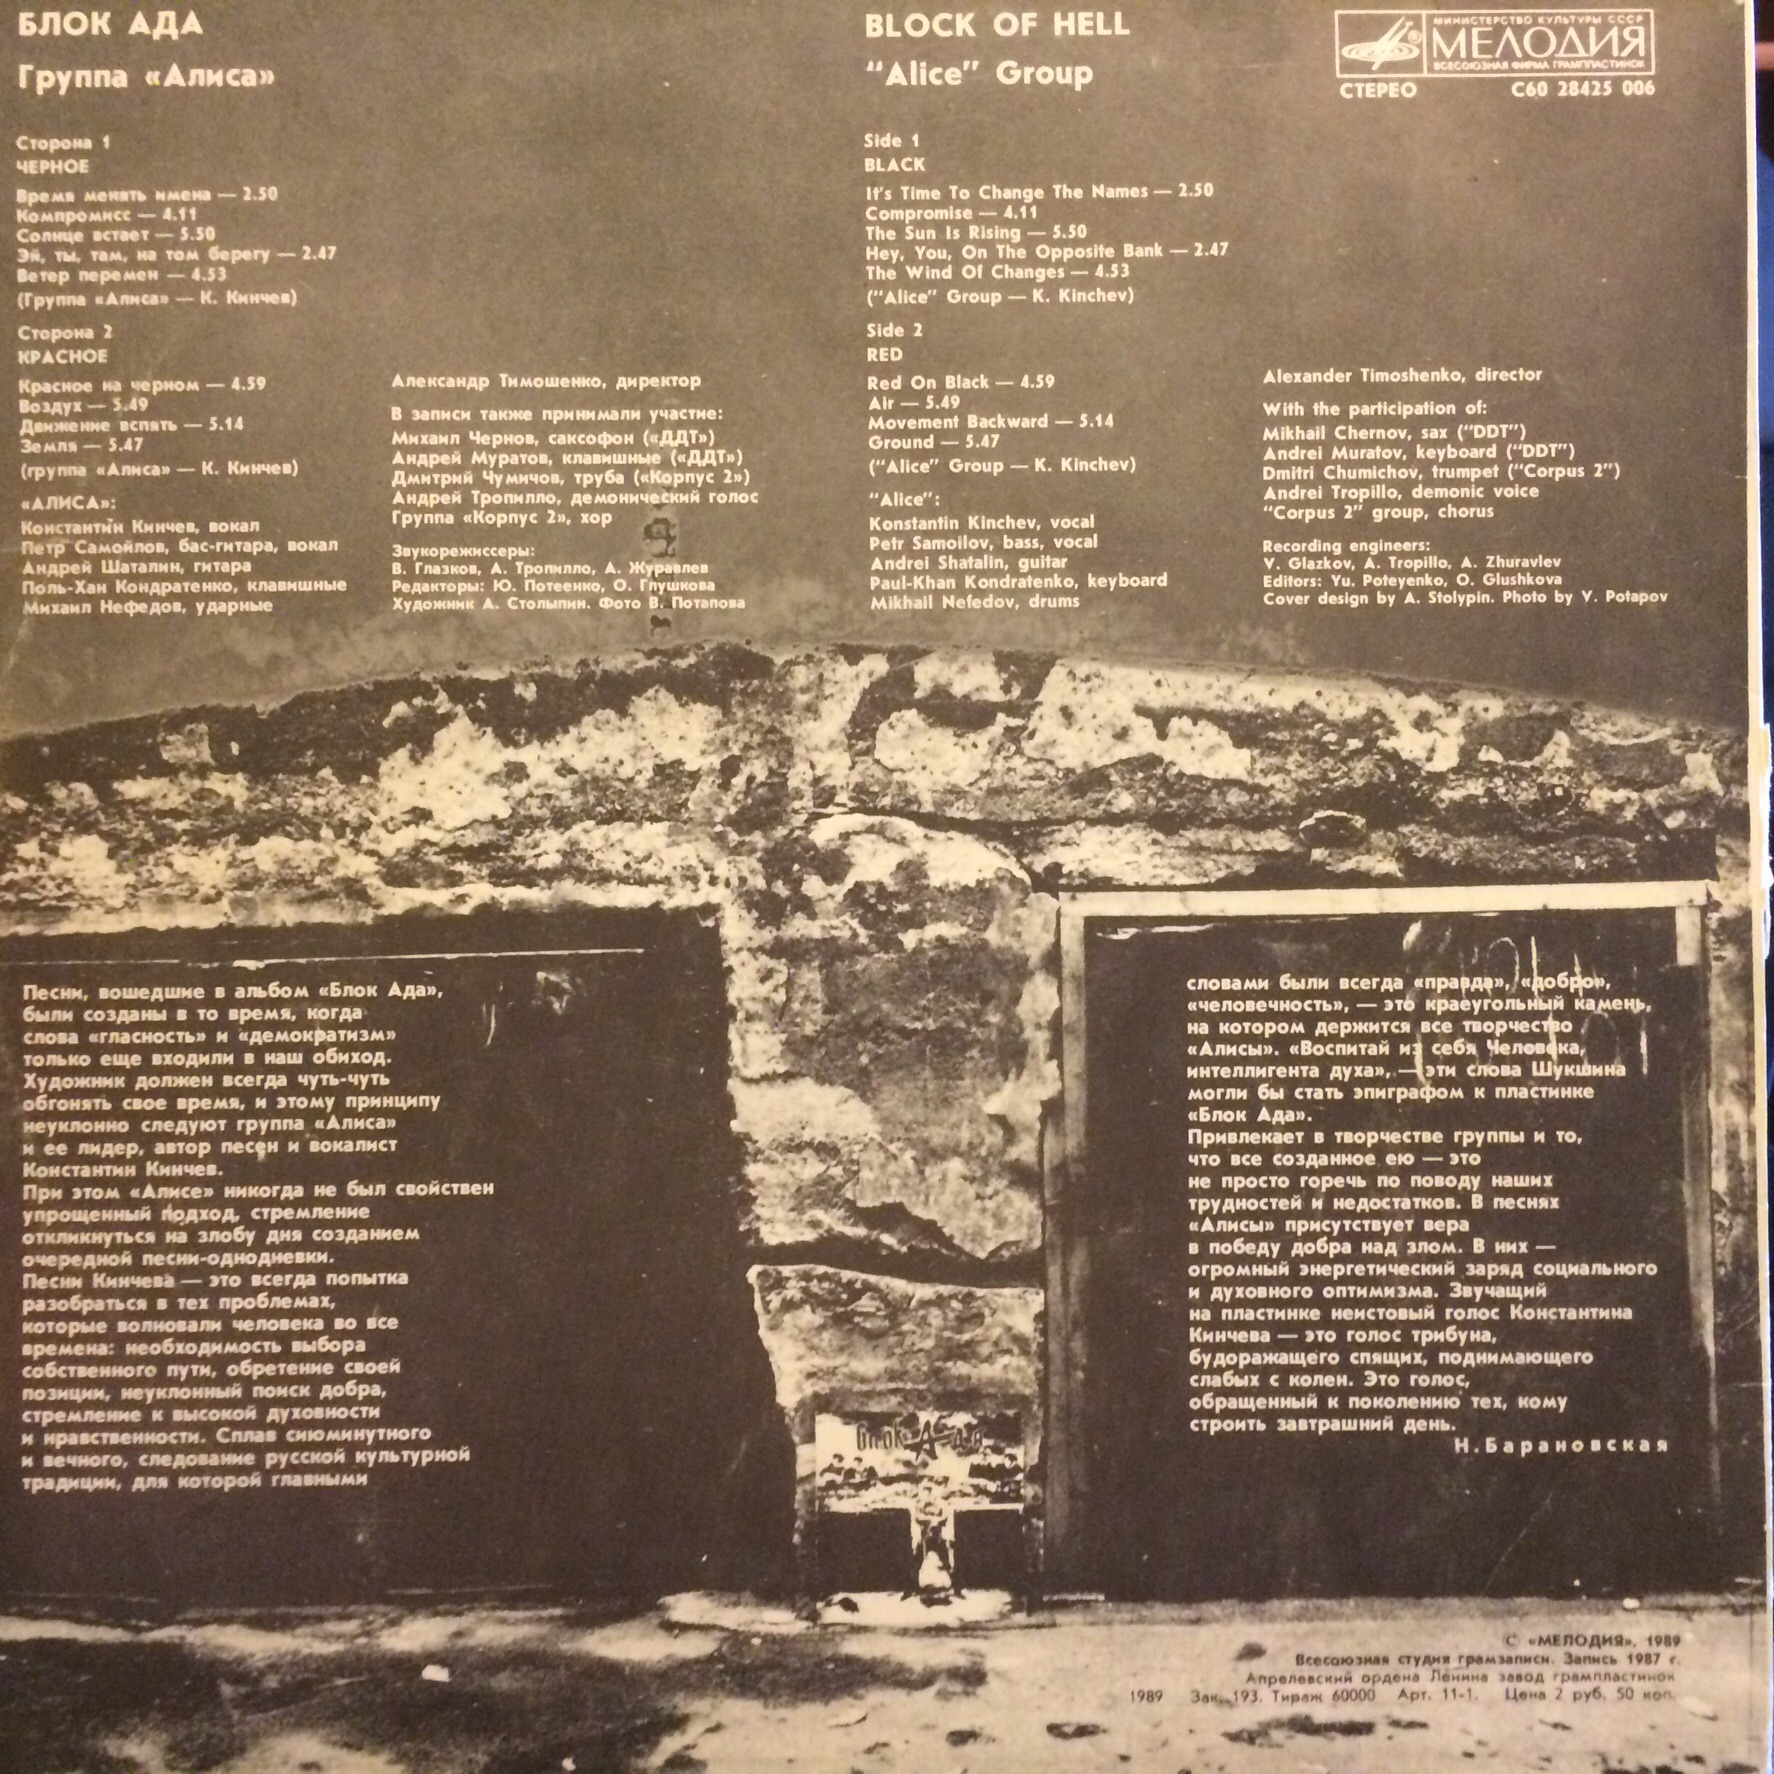 БЛОК АДА
Группа «Алиса»
Сторона 1
ЧЕРНОЕ
Время менять имена — 2.50
Компромисс — 4.11
Солнце встает — 5.50
Эй, ты, там, на том берегу — 2.47
Ветер перемен — 4.53
(Группа «Алиса» — К. Кинчев)
Сторона 2
КРАСНОЕ
Красное на черном — 4.59
Воздух — 5.49
Движение вспять — 5.14
Земля — 5.47
(группа «Алиса» — К. Кинчев)
«АЛИСА»:
Константин Кинчев, вокал
Петр Самойлов, бас-гитара, вокал
Андрей Шаталин, гитара
Поль-Хан Кондратенко, клавишные
Михаил Нефедов, ударные
Александр Тимошенко, директор
В записи также принимали участие:
Михаил Чернов, саксофон («ДДТ»)
Андрей Муратов, клавишные («ДДТ»)
Дмитрий Чумичов, труба («Корпус 2»)
Андрей Тропилло, демонический голос
Группа «Корпус 2», хор
Звукорежиссеры:
В. Глазков, А. Тропилло, А. Журавлев
Редакторы: Ю. Потеенко, О. Глушкова
Художник А. Столыпин. Фото В. Потапова
BLOCK OF HELL
“Alice” Group
Side 1
BLACK
It's Time To Change The Names — 2.50
Compromise — 4.11
The Sun Is Rising — 5.50
Hey, You, On The Opposite Bank — 2.47
The Wind Of Changes — 4.53
(“Alice” Group — K. Kinchev)
Side 2
RED
Red On Black — 4.59
Air — 5.49
Movement Backward — 5.14
Ground — 5.47
(“Alice” Group — K. Kinchev)
“Alice”:
Konstantin Kinchev, vocal
Petr Samoilov, bass, vocal
Andrei Shatalin, guitar
Paul-Khan Kondratenko, keyboard
Mikhail Nefedov, drums
МИНИСТЕРСТВО КУЛЬТУРЫ СССР
МЕЛОДИЯ
ВСЕСОЮЗНАЯ ФИРМА ГРАМПЛАСТИНОК
СТЕРЕО С60 28425 006
Alexander Timoshenko, director
With the participation of:
Mikhail Chernov, sax (“DDT”)
Andrei Muratov, keyboard (“DDT”)
Dmitri Chumichov, trumpet (“Corpus 2”)
Andrei Tropillo, demonic voice
“Corpus 2” group, chorus
Recording engineers:
V. Glazkov, A. Tropillo, A. Zhuravlev
Editors: Yu. Poteyenko, O. Glushkova
Cover design by A. Stolypin. Photo by V. Potapov
Песни, вошедшие в альбом «Блок Ада»,
были созданы в то время, когда
слова «гласность» и «демократизм»
только еще входили в наш обиход.
Художник должен всегда чуть-чуть
обгонять свое время, и этому принципу
неуклонно следуют группа «Алиса»
и ее лидер, автор песен и вокалист
Константин Кинчев.
При этом «Алисе» никогда не был свойствен
упрощенный подход, стремление
откликнуться на злобу дня созданием
очередной песни-однодневки.
Песни Кинчева — это всегда попытка
разобраться в тех проблемах,
которые волновали человека во все
времена: необходимость выбора
собственного пути, обретение своей
позиции, неуклонный поиск добра,
стремление к высокой духовности
и нравственности. Сплав сиюминутного
и вечного, следование русской культурной
традиции, для которой главными
словами были всегда «правда», «добро»,
«человечность», — это краеугольный камень,
на котором держится все творчество
«Алисы». «Воспитай из себя Человека,
интеллигента духа», — эти слова Шукшина
могли бы стать эпиграфом к пластинке
«Блок Ада».
Привлекает в творчестве группы и то,
что все созданное ею — это
не просто горечь по поводу наших
трудностей и недостатков. В песнях
«Алисы» присутствует вера
в победу добра над злом. В них —
огромный энергетический заряд социального
и духовного оптимизма. Звучащий
на пластинке неистовый голос Константина
Кинчева — это голос трибуна,
будоражащего спящих, поднимающего
слабых с колен. Это голос,
обращенный к поколению тех, кому
строить завтрашний день.
Н. Барановская
блок А-да
© «МЕЛОДИЯ», 1989
Всесоюзная студия грамзаписи. Запись 1987 г.
Апрелевский ордена Ленина завод грампластинок
1989 Зак. 193. Тираж 60000 Арт. 11-1. Цена 2 руб. 50 коп.